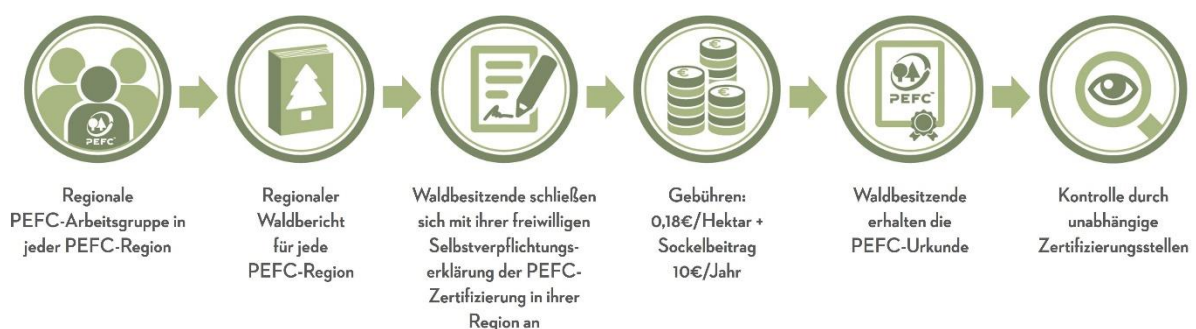 PEFC
Regionale
PEFC-Arbeitsgruppe in
jeder PEFC-Region
Regionaler
Waldbericht
für jede
PEFC-Region
Waldbesitzende schließen
sich mit ihrer freiwilligen
Selbstverpflichtungs-
erklärung der PEFC-
Zertifizierung in ihrer
Region an
€
€
€
Gebühren:
0,18€/Hektar +
Sockelbeitrag
10€/Jahr
PEFC™
Waldbesitzende
erhalten die
PEFC-Urkunde
Kontrolle durch
unabhängige
Zertifizierungsstellen